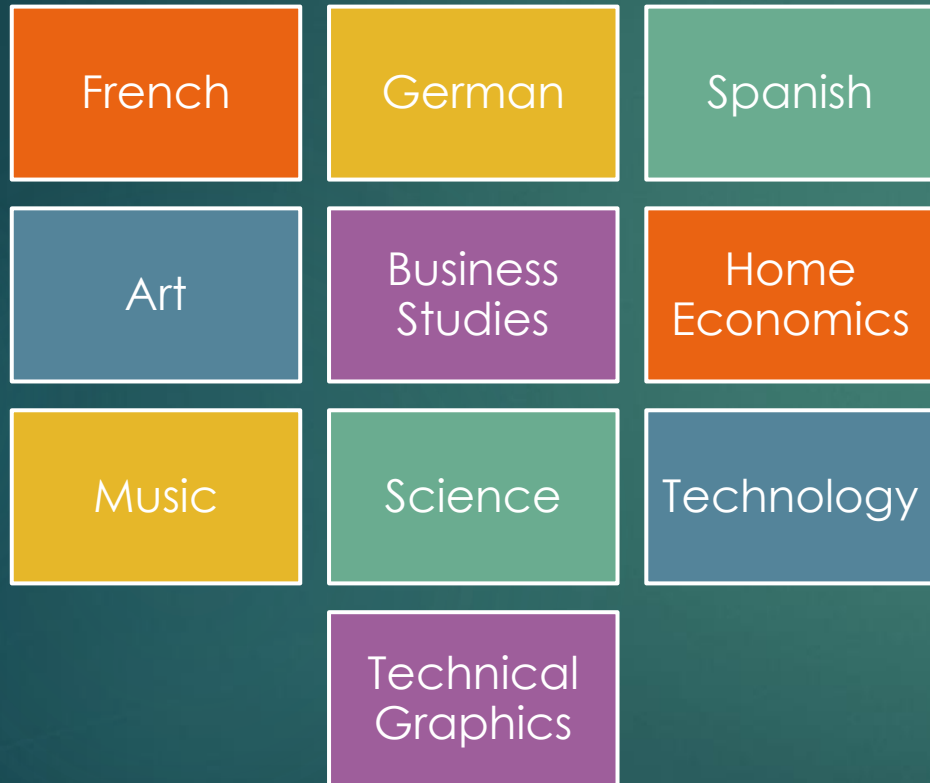 French
German
Spanish
Art
Business
Studies
Home
Economics
Music
Science
Technology
Technical
Graphics